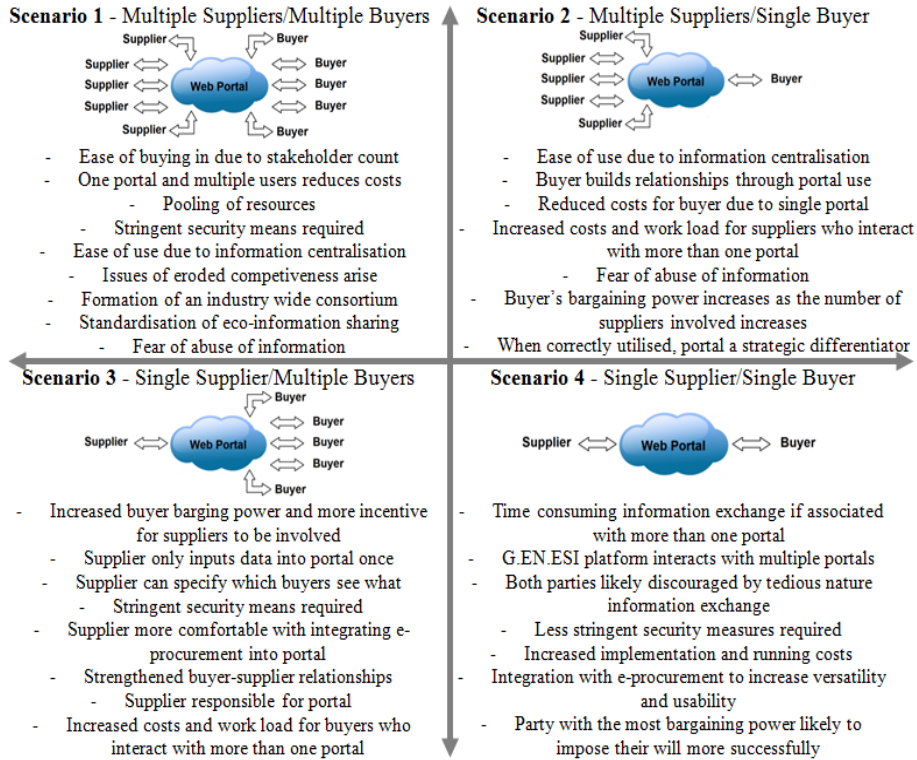 Scenario 1 - Multiple Suppliers/Multiple Buyers
Supplier
Buyer
Supplier
Buyer
Supplier
Web Portal
Buyer
Supplier
Buyer
Supplier
Buyer
- Ease of buying in due to stakeholder count
- One portal and multiple users reduces costs
- Pooling of resources
- Stringent security means required
- Ease of use due to information centralisation
- Issues of eroded competiveness arise
- Formation of an industry wide consortium
- Standardisation of eco-information sharing
- Fear of abuse of information
Scenario 2 - Multiple Suppliers/Single Buyer
Supplier
Supplier
Supplier
Web Portal
Buyer
Supplier
Supplier
- Ease of use due to information centralisation
- Buyer builds relationships through portal use
- Reduced costs for buyer due to single portal
- Increased costs and work load for suppliers who interact
with more than one portal
- Fear of abuse of information
- Buyer's bargaining power increases as the number of
suppliers involved increases
- When correctly utilised, portal a strategic differentiator
Scenario 3 - Single Supplier/Multiple Buyers
Buyer
Buyer
Supplier
Web Portal
Buyer
Buyer
Buyer
- Increased buyer barging power and more incentive
for suppliers to be involved
- Supplier only inputs data into portal once
- Supplier can specify which buyers see what
- Stringent security means required
- Supplier more comfortable with integrating e-
procurement into portal
- Strengthened buyer-supplier relationships
- Supplier responsible for portal
- Increased costs and work load for buyers who
interact with more than one portal
Scenario 4 - Single Supplier/Single Buyer
Supplier
Web Portal
Buyer
- Time consuming information exchange if associated
with more than one portal
- G.EN.ESI platform interacts with multiple portals
- Both parties likely discouraged by tedious nature
information exchange
- Less stringent security measures required
- Increased implementation and running costs
- Integration with e-procurement to increase versatility
and usability
- Party with the most bargaining power likely to
impose their will more successfully